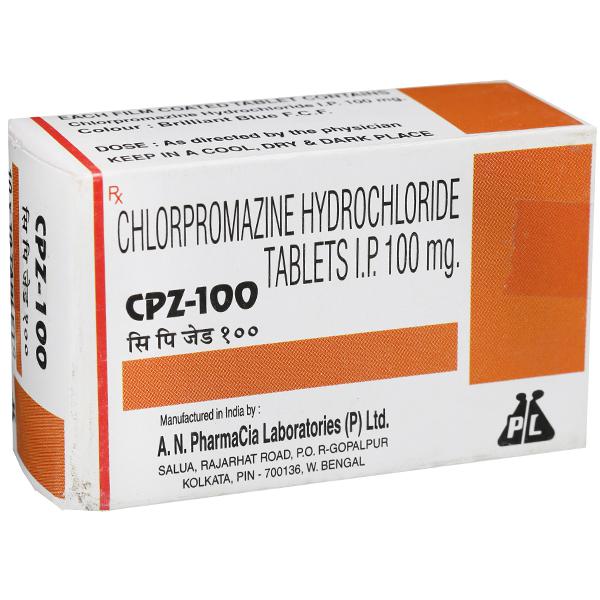 EACH FILM COATED TABLET CONTAINS
Chlorpromazine Hydrochloride I.P. 100 mg.
Colour : Brilliant Blue F.C.F.
DOSE : As directed by the physician
KEEP IN A COOL, DRY & DARK PLACE
Rx
CHLORPROMAZINE HYDROCHLORIDE
TABLETS I.P. 100 mg.
CPZ-100
सि पि जेड १००
Manufactured in India by :
A. N. PharmaCia Laboratories (P) Ltd.
SALUA, RAJARHAT ROAD, P.O. R-GOPALPUR
KOLKATA, PIN - 700136, W. BENGAL
PL
CPZ-100
सि पि जेड १००